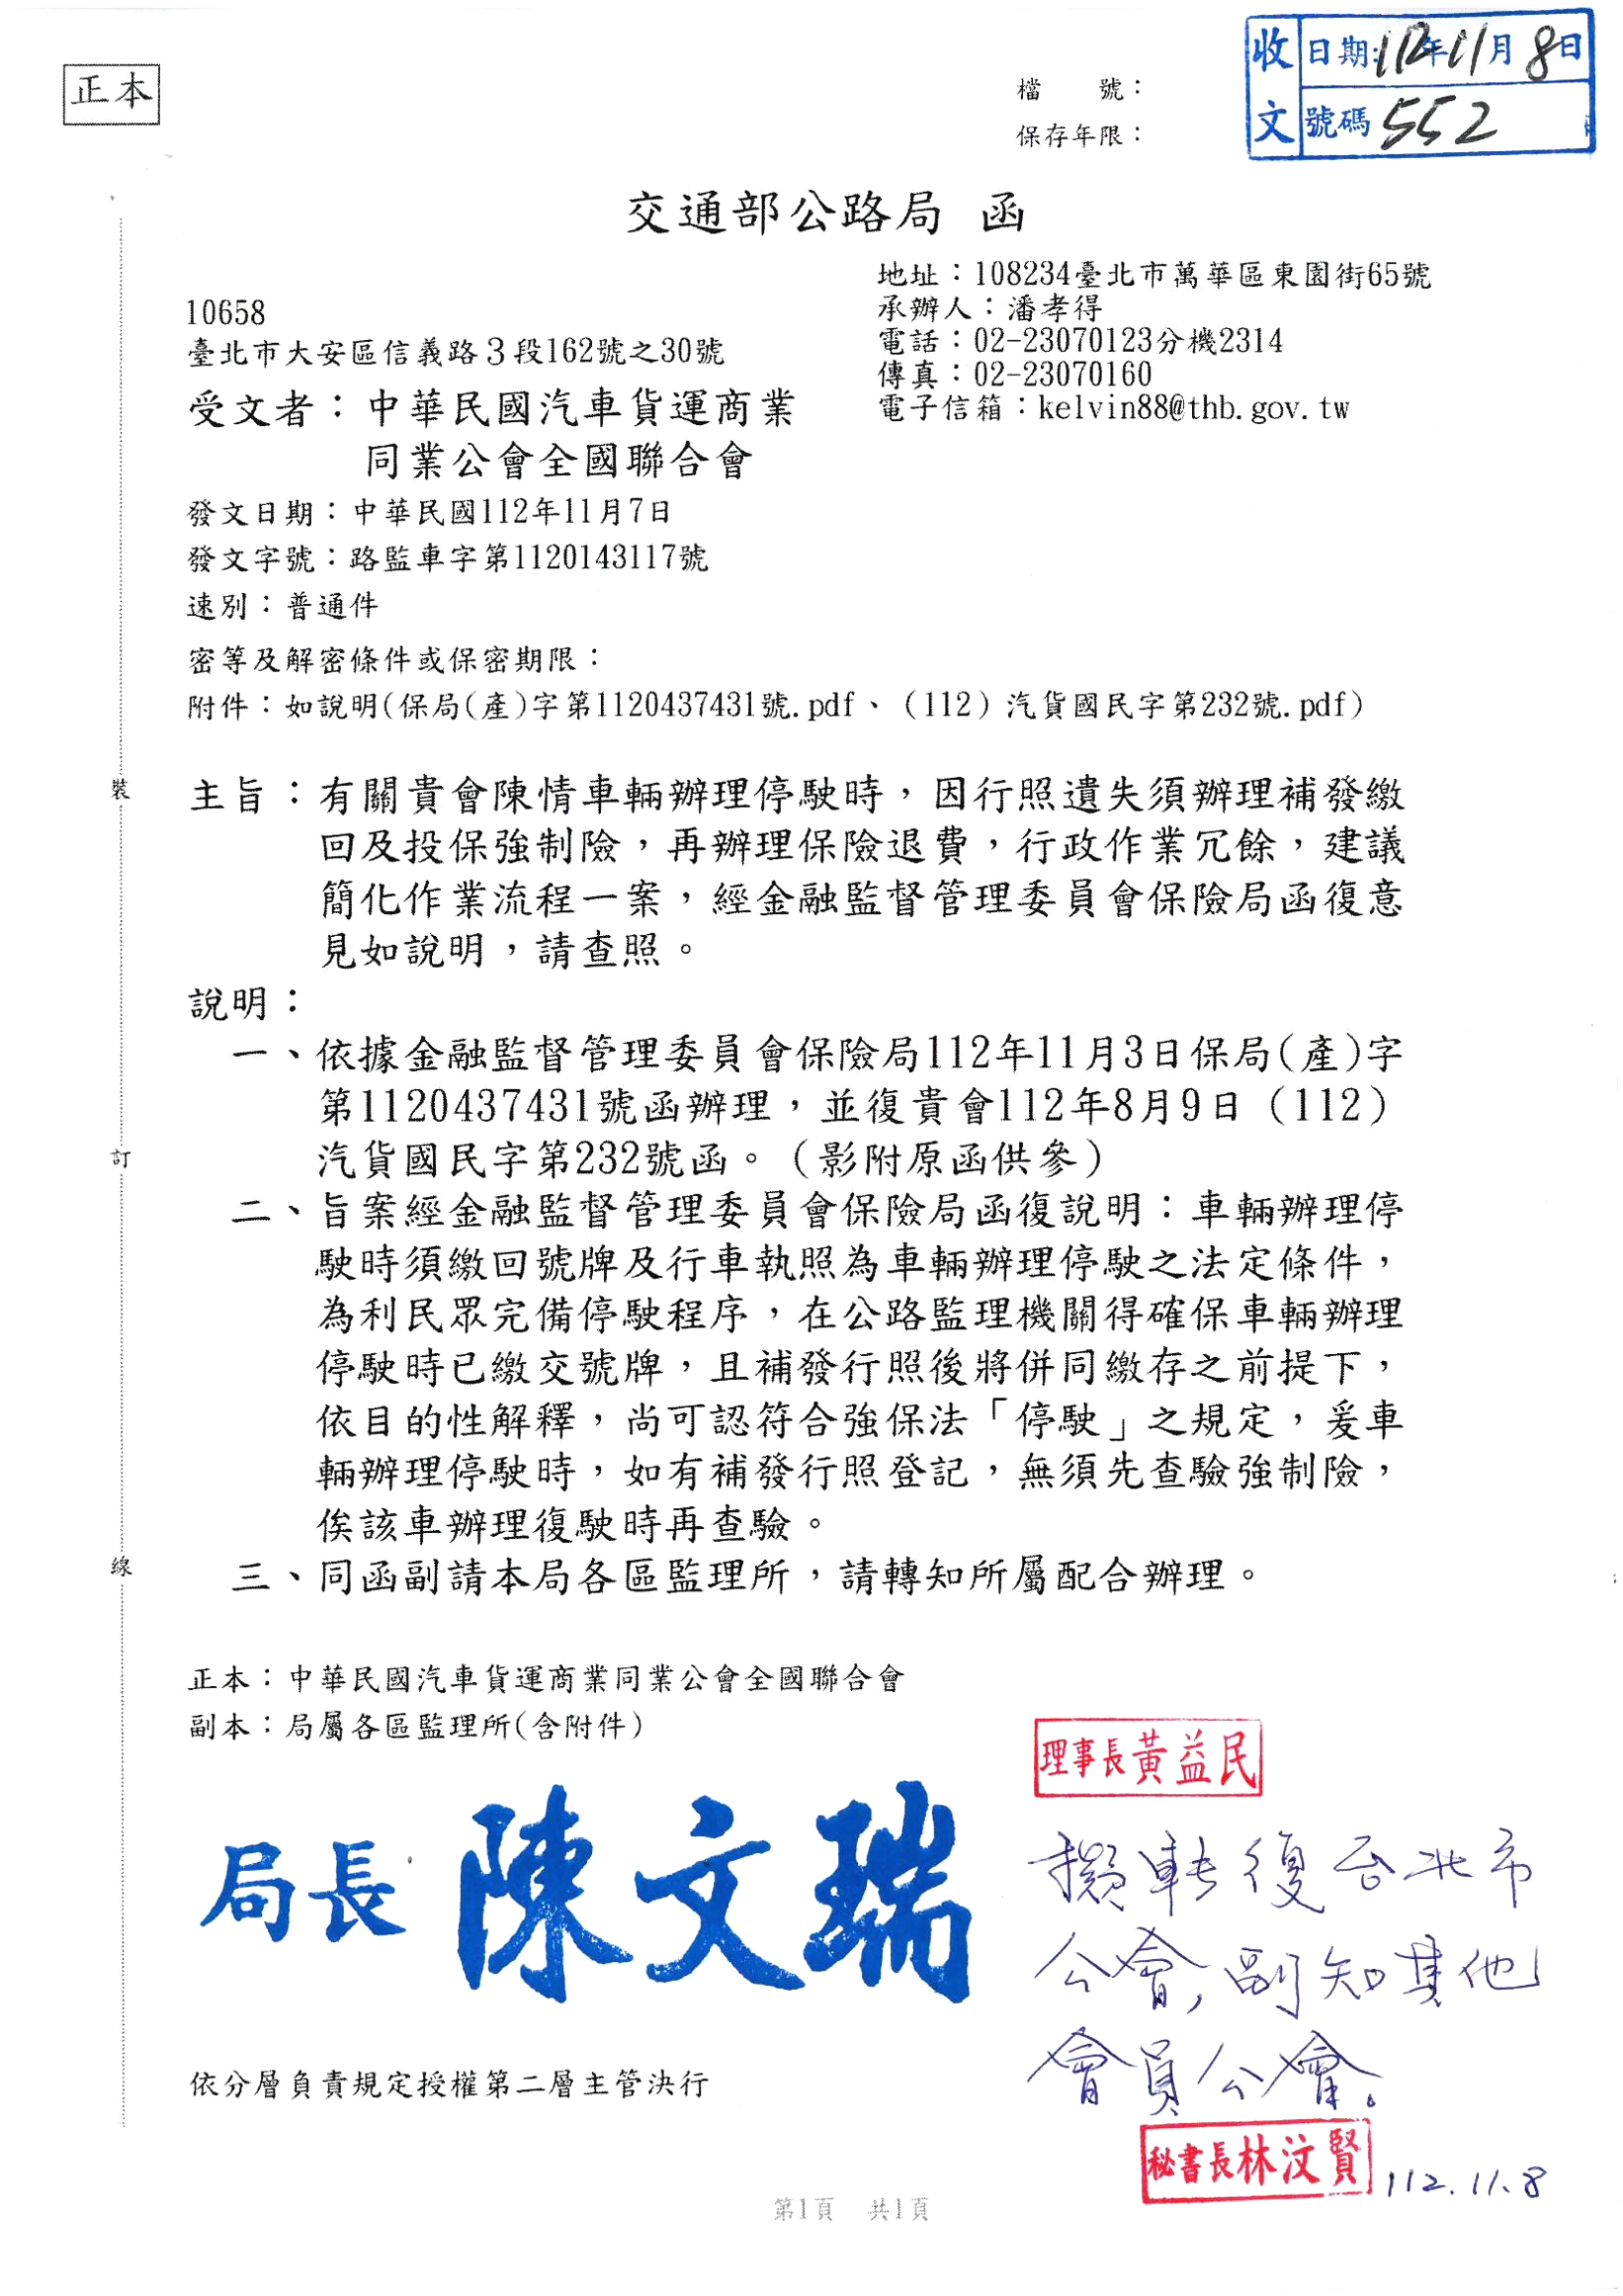 正本
檔　　號：
保存年限：
收文
日期:112年11月8日
號碼 552
交通部公路局　函
地址：108234臺北市萬華區東園街65號
承辦人：潘孝得
電話：02-23070123分機2314
傳真：02-23070160
電子信箱：kelvin88@thb.gov.tw
10658
臺北市大安區信義路３段162號之30號
受文者：中華民國汽車貨運商業
同業公會全國聯合會
發文日期：中華民國112年11月7日
發文字號：路監車字第1120143117號
速別：普通件
密等及解密條件或保密期限：
附件：如說明(保局(產)字第1120437431號.pdf、（112）汽貨國民字第232號.pdf)
主旨：有關貴會陳情車輛辦理停駛時，因行照遺失須辦理補發繳
回及投保強制險，再辦理保險退費，行政作業冗餘，建議
簡化作業流程一案，經金融監督管理委員會保險局函復意
見如說明，請查照。
說明：
一、依據金融監督管理委員會保險局112年11月3日保局(產)字
第1120437431號函辦理，並復貴會112年8月9日（112）
汽貨國民字第232號函。（影附原函供參）
二、旨案經金融監督管理委員會保險局函復說明：車輛辦理停
駛時須繳回號牌及行車執照為車輛辦理停駛之法定條件，
為利民眾完備停駛程序，在公路監理機關得確保車輛辦理
停駛時已繳交號牌，且補發行照後將併同繳存之前提下，
依目的性解釋，尚可認符合強保法「停駛」之規定，爰車
輛辦理停駛時，如有補發行照登記，無須先查驗強制險，
俟該車辦理復駛時再查驗。
三、同函副請本局各區監理所，請轉知所屬配合辦理。
裝
訂
線
正本：中華民國汽車貨運商業同業公會全國聯合會
副本：局屬各區監理所(含附件)
局長 陳文瑞
理事長黃益民
擬轉復台北市
公會，副知其他
會員公會。
依分層負責規定授權第二層主管決行
秘書長林汶賢 112.11.8
第1頁　共1頁